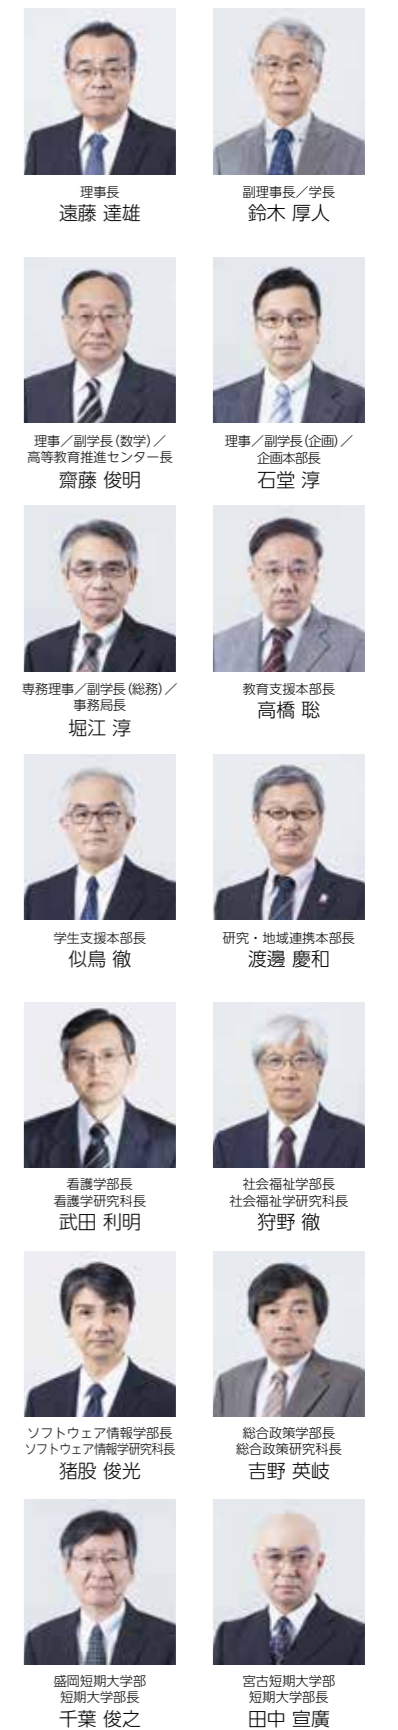 理事長
遠藤 達雄
副理事長／学長
鈴木 厚人
理事／副学長（数学）／
高等教育推進センター長
齋藤 俊明
理事／副学長（企画）／
企画本部長
石堂 淳
専務理事／副学長（総務）／
事務局長
堀江 淳
教育支援本部長
高橋 聡
学生支援本部長
似鳥 徹
研究・地域連携本部長
渡邊 慶和
看護学部長
看護学研究科長
武田 利明
社会福祉学部長
社会福祉学研究科長
狩野 徹
ソフトウェア情報学部長
ソフトウェア情報学研究科長
猪股 俊光
総合政策学部長
総合政策研究科長
吉野 英岐
盛岡短期大学部
短期大学部長
千葉 俊之
宮古短期大学部
短期大学部長
田中 宣廣